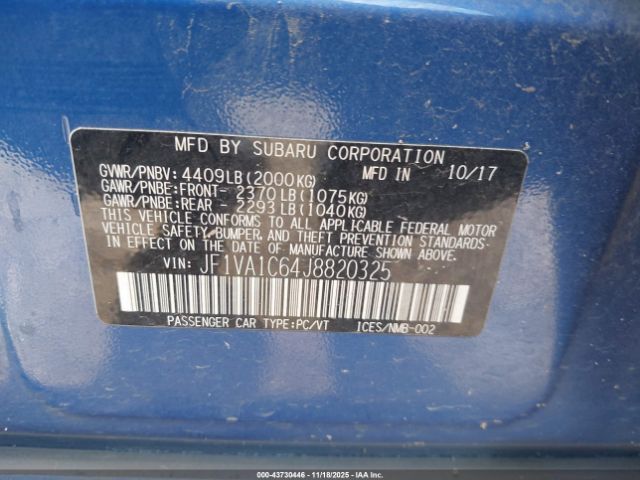 MFD BY SUBARU CORPORATION
GVWR/PNBV: 4409LB(2000KG) MFD IN 10/17
GAWR/PNBE:FRONT- 2370LB(1075KG)
GAWR/PNBE:REAR - 2293LB(1040KG)
THIS VEHICLE CONFORMS TO ALL APPLICABLE FEDERAL MOTOR
VEHICLE SAFETY,BUMPER,AND THEFT PREVENTION STANDARDS
IN EFFECT ON THE DATE OF MANUFACTURE SHOWN ABOVE.
VIN: JF1VA1C64J8820325
PASSENGER CAR TYPE:PC/VT ICES/NMB-002
000-43730446 - 11/18/2025 - IAAI.COM